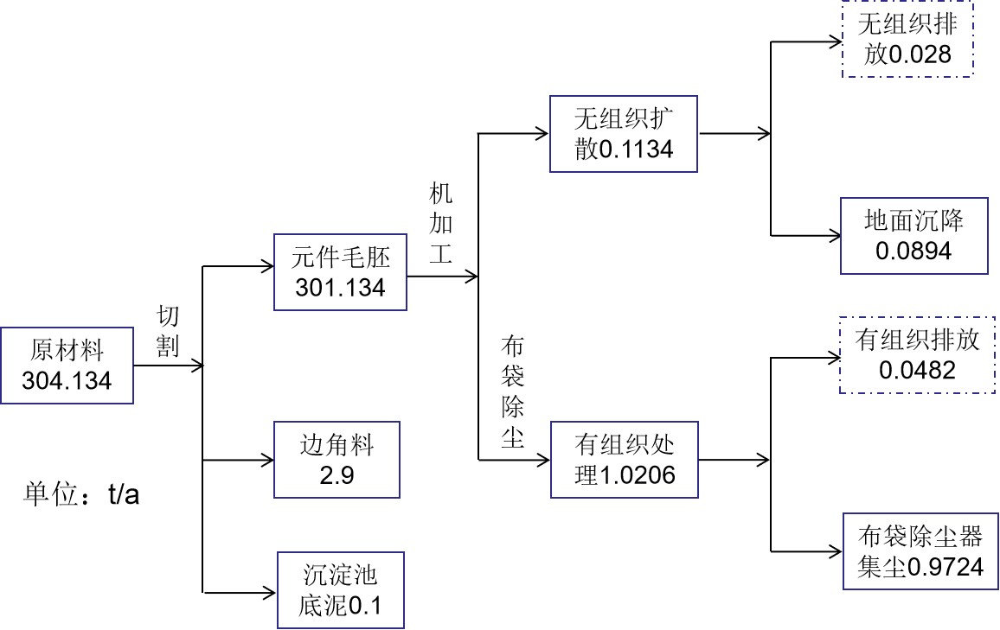 无组织排
放0.028
无组织扩
散0.1134
机
加
工
地面沉降
0.0894
元件毛胚
301.134
切
割
原材料
304.134
布
袋
除
尘
有组织排放
0.0482
边角料
2.9
有组织处
理1.0206
单位：t/a
布袋除尘器
集尘0.9724
沉淀池
底泥0.1